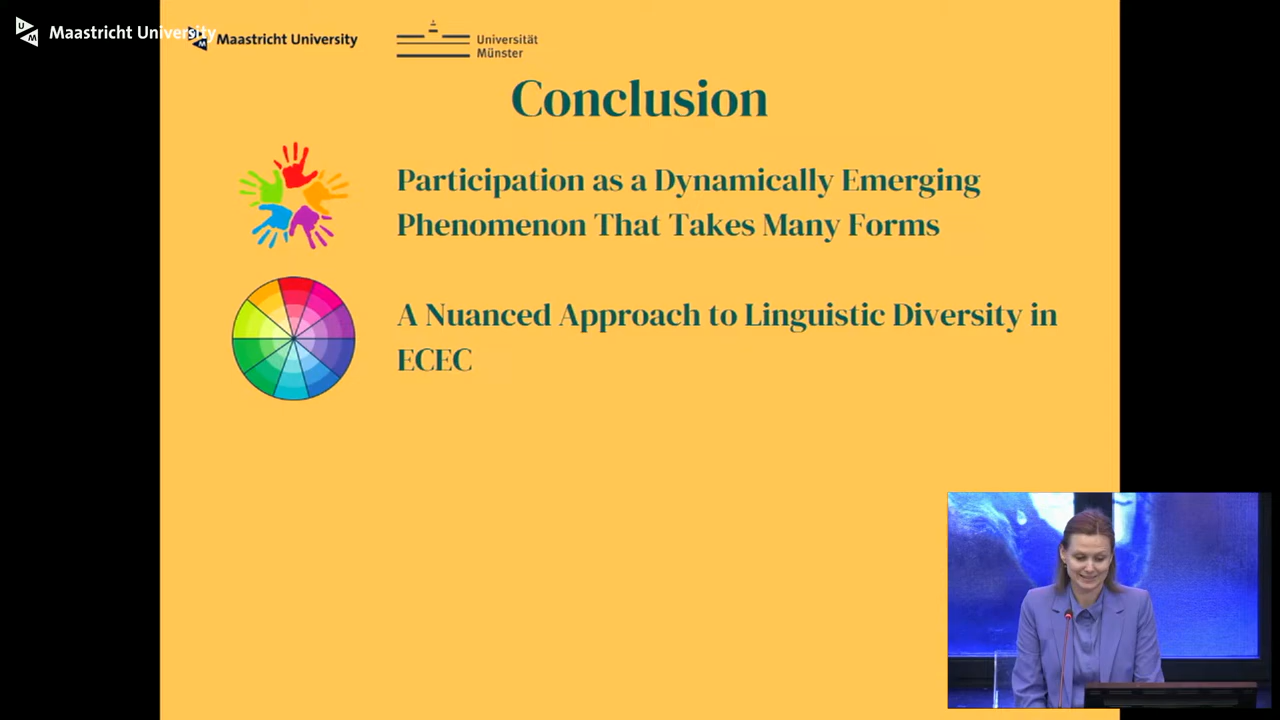 Maastricht University
Maastricht University
Universität
Münster
Conclusion
Participation as a Dynamically Emerging
Phenomenon That Takes Many Forms
A Nuanced Approach to Linguistic Diversity in
ECEC